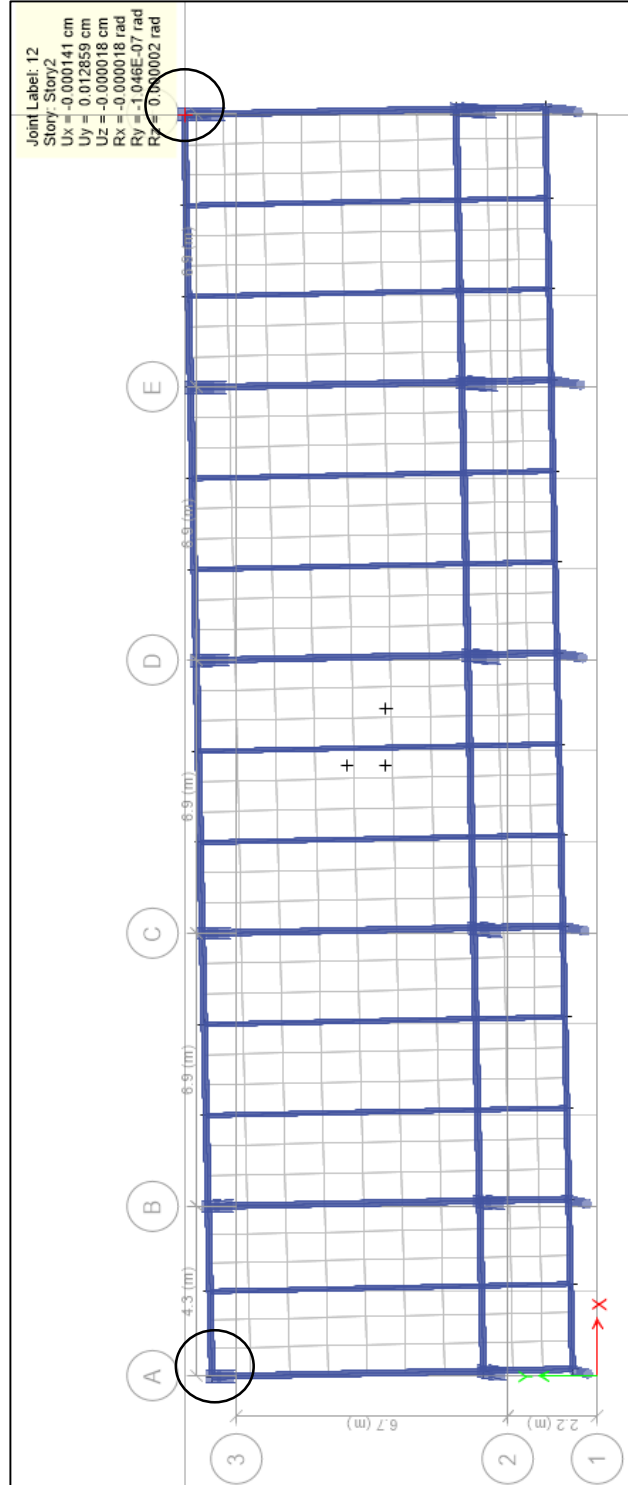 Joint Label: 12
Story: Story2
Ux = -0.000141 cm
Uy = 0.012859 cm
Uz = -0.000018 cm
Rx = -0.000018 rad
Ry = -1.046E-07 rad
Rz = 0.000002 rad
A
B
C
D
E
4.3 (m)
6.9 (m)
6.9 (m)
6.9 (m)
6.9 (m)
3
2
1
6.7 (m)
2.2 (m)
Y
X